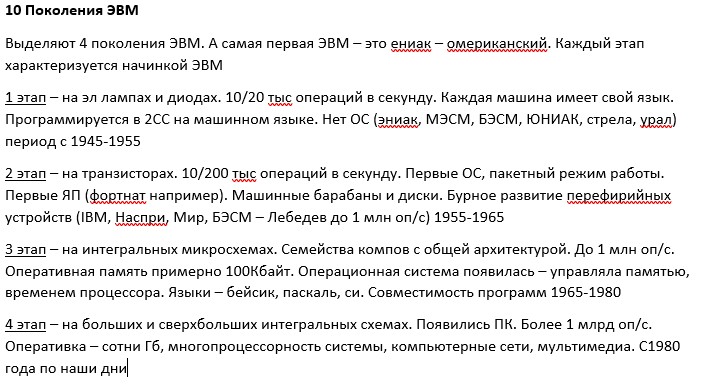 10 Поколения ЭВМ
Выделяют 4 поколения ЭВМ. А самая первая ЭВМ – это ениак – омериканский. Каждый этап
характеризуется начинкой ЭВМ
1 этап – на эл лампах и диодах. 10/20 тыс операций в секунду. Каждая машина имеет свой язык.
Программируется в 2СС на машинном языке. Нет ОС (эниак, МЭСМ, БЭСМ, ЮНИАК, стрела, урал)
период с 1945-1955
2 этап – на транзисторах. 10/200 тыс операций в секунду. Первые ОС, пакетный режим работы.
Первые ЯП (фортнат например). Машинные барабаны и диски. Бурное развитие перефирийных
устройств (IBM, Наспри, Мир, БЭСМ – Лебедев до 1 млн оп/с) 1955-1965
3 этап – на интегральных микросхемах. Семейства компов с общей архитектурой. До 1 млн оп/с.
Оперативная память примерно 100Кбайт. Операционная система появилась – управляла памятью,
временем процессора. Языки – бейсик, паскаль, си. Совместимость программ 1965-1980
4 этап – на больших и сверхбольших интегральных схемах. Появились ПК. Более 1 млрд оп/с.
Оперативка – сотни Гб, многопроцессорность системы, компьютерные сети, мультимедиа. С1980
года по наши дни